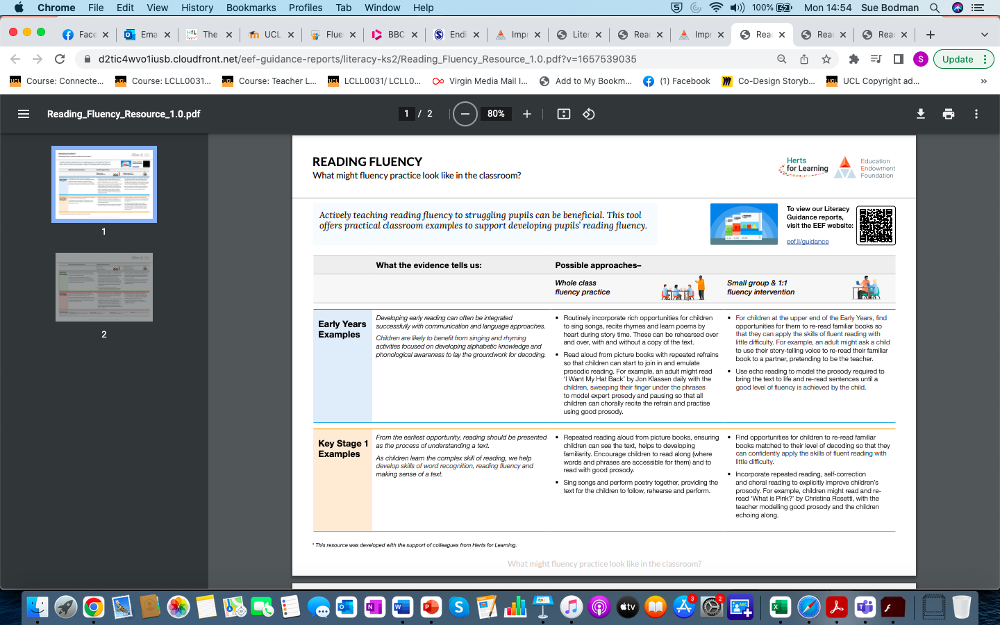 Chrome File Edit View History Bookmarks Profiles Tab Window Help 100% Mon 14:54 Sue Bodman
Face Ema The UCL Flue BBC Endi Impr Liter Reac Impr Reac Reac Reac
d2tic4wvo1iusb.cloudfront.net/eef-guidance-reports/literacy-ks2/Reading_Fluency_Resource_1.0.pdf?v=1657539035 S Update
Course: Connecte... Course: LCLL0031... Course: Teacher L... LCLL0031/ LCLL0... Virgin Media Mail I... Add to My Bookm... (1) Facebook Co-Design Storyb... UCL Copyright ad... »
Reading_Fluency_Resource_1.0.pdf 1 / 2 80%
1
2
READING FLUENCY
What might fluency practice look like in the classroom?
Herts
for Learning
Education
Endowment
Foundation
Actively teaching reading fluency to struggling pupils can be beneficial. This tool
offers practical classroom examples to support developing pupils' reading fluency.
To view our Literacy
Guidance reports,
visit the EEF website:
eef.li/guidance
What the evidence tells us: Possible approaches–
Whole class
fluency practice
Small group & 1:1
fluency intervention
Early Years
Examples
Developing early reading can often be integrated
successfully with communication and language approaches.
Children are likely to benefit from singing and rhyming
activities focused on developing alphabetic knowledge and
phonological awareness to lay the groundwork for decoding.
• Routinely incorporate rich opportunities for children
to sing songs, recite rhymes and learn poems by
heart during story time. These can be rehearsed over
and over, with and without a copy of the text.
• Read aloud from picture books with repeated refrains
so that children can start to join in and emulate
prosodic reading. For example, an adult might read
'I Want My Hat Back' by Jon Klassen daily with the
children, sweeping their finger under the phrases
to model expert prosody and pausing so that all
children can chorally recite the refrain and practise
using good prosody.
• For children at the upper end of the Early Years, find
opportunities for them to re-read familiar books so
that they can apply the skills of fluent reading with
little difficulty. For example, an adult might ask a child
to use their story-telling voice to re-read their familiar
book to a partner, pretending to be the teacher.
• Use echo reading to model the prosody required to
bring the text to life and re-read sentences until a
good level of fluency is achieved by the child.
Key Stage 1
Examples
From the earliest opportunity, reading should be presented
as the process of understanding a text.
As children learn the complex skill of reading, we help
develop skills of word recognition, reading fluency and
making sense of a text.
• Repeated reading aloud from picture books, ensuring
children can see the text, helps to developing
familiarity. Encourage children to read along (where
words and phrases are accessible for them) and to
read with good prosody.
• Sing songs and perform poetry together, providing the
text for the children to follow, rehearse and perform.
• Find opportunities for children to re-read familiar
books matched to their level of decoding so that they
can confidently apply the skills of fluent reading with
little difficulty.
• Incorporate repeated reading, self-correction
and choral reading to explicitly improve children's
prosody. For example, children might read and re-
read 'What is Pink?' by Christina Rosetti, with the
teacher modelling good prosody and the children
echoing along.
* This resource was developed with the support of colleagues from Herts for Learning.
What might fluency practice look like in the classroom?
tv 3 2